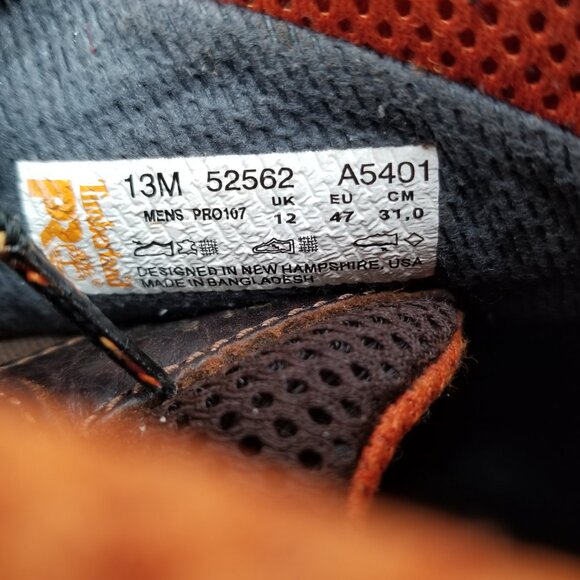 Timberland
PRO
13M 52562 A5401
UK EU CM
MENS PRO107 12 47 31,0
DESIGNED IN NEW HAMPSHIRE, USA
MADE IN BANGLADESH